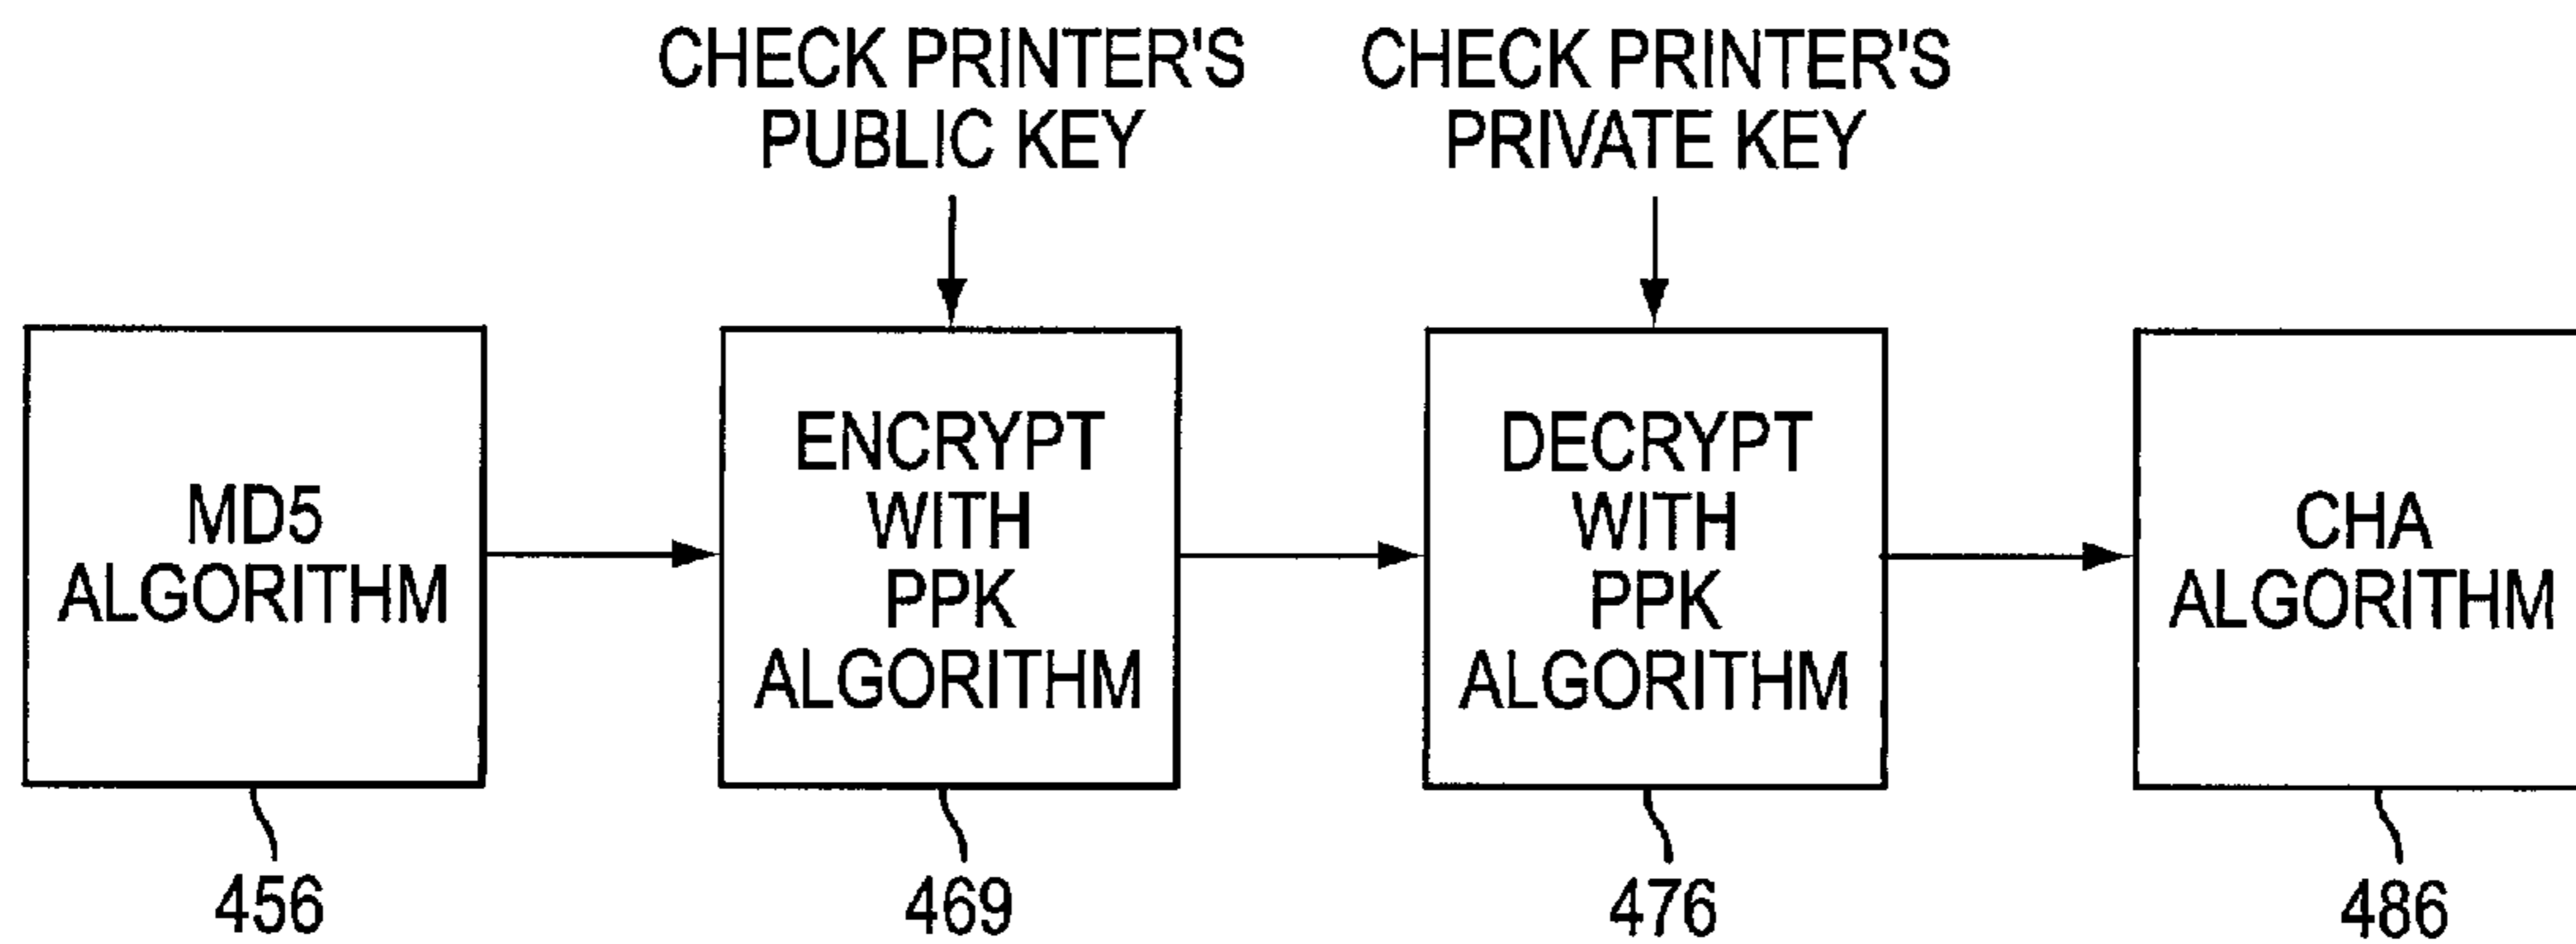 CHECK PRINTER'S
PUBLIC KEY
CHECK PRINTER'S
PRIVATE KEY
MD5
ALGORITHM
ENCRYPT
WITH
PPK
ALGORITHM
DECRYPT
WITH
PPK
ALGORITHM
CHA
ALGORITHM
456
469
476
486